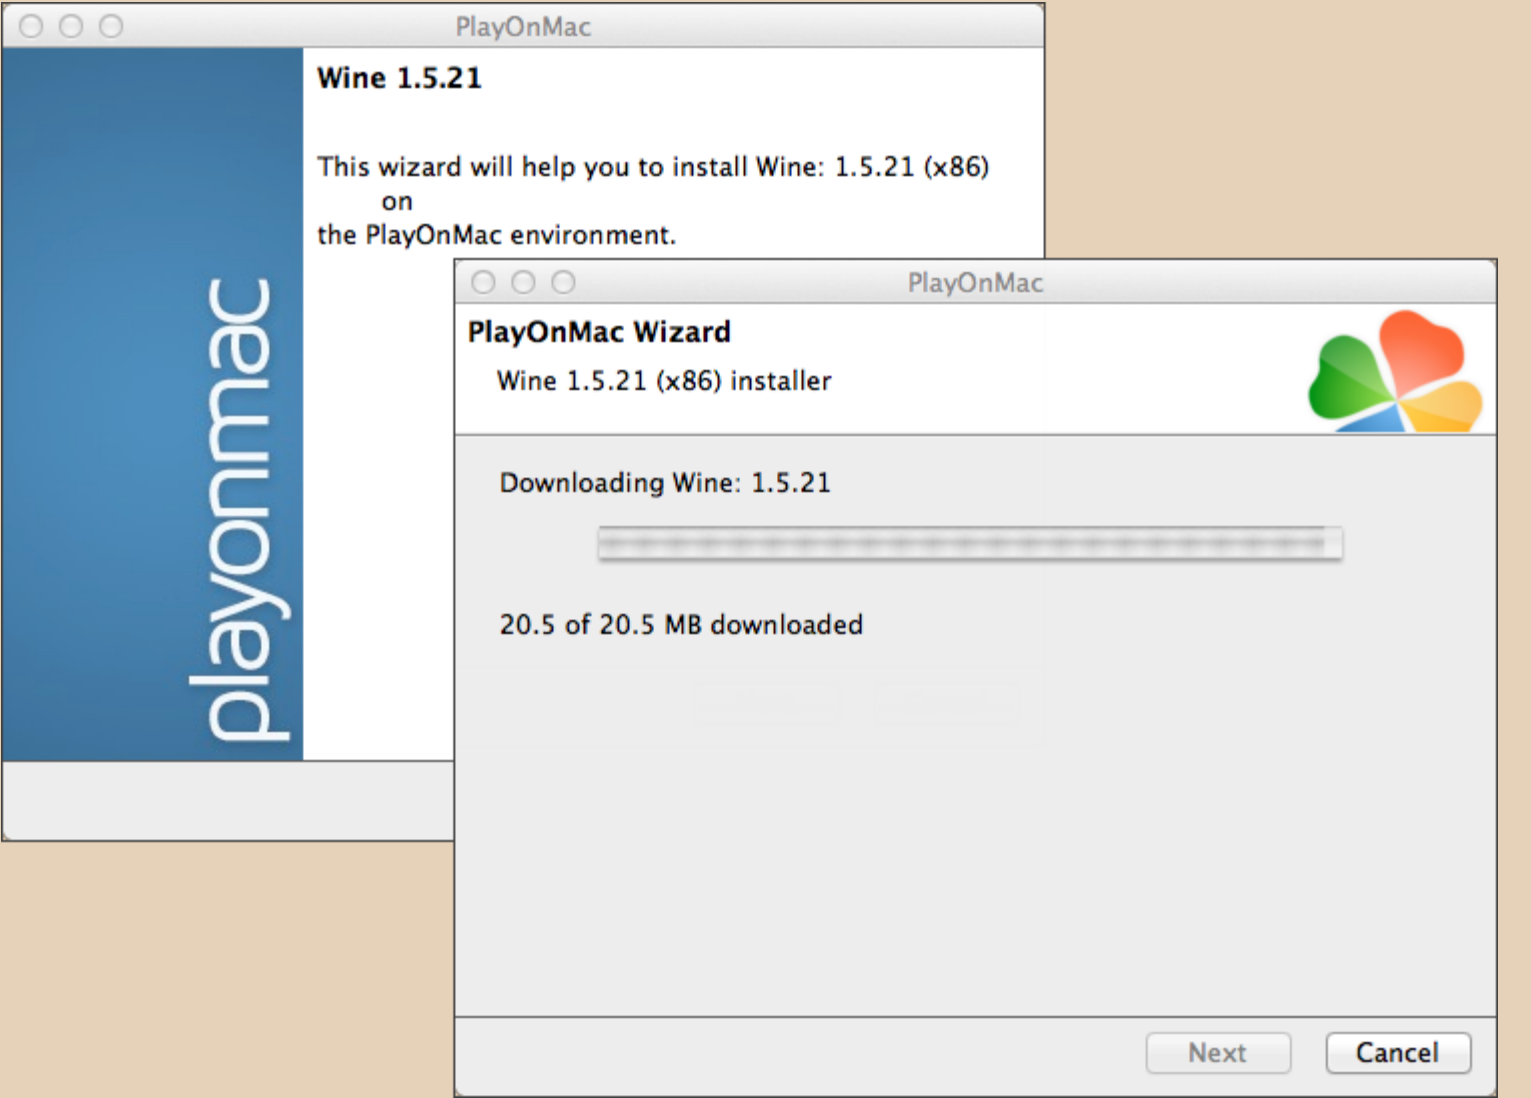 PlayOnMac
Wine 1.5.21
This wizard will help you to install Wine: 1.5.21 (x86)
on
the PlayOnMac environment.
playonmac
PlayOnMac
PlayOnMac Wizard
Wine 1.5.21 (x86) installer
Downloading Wine: 1.5.21
20.5 of 20.5 MB downloaded
Next
Cancel